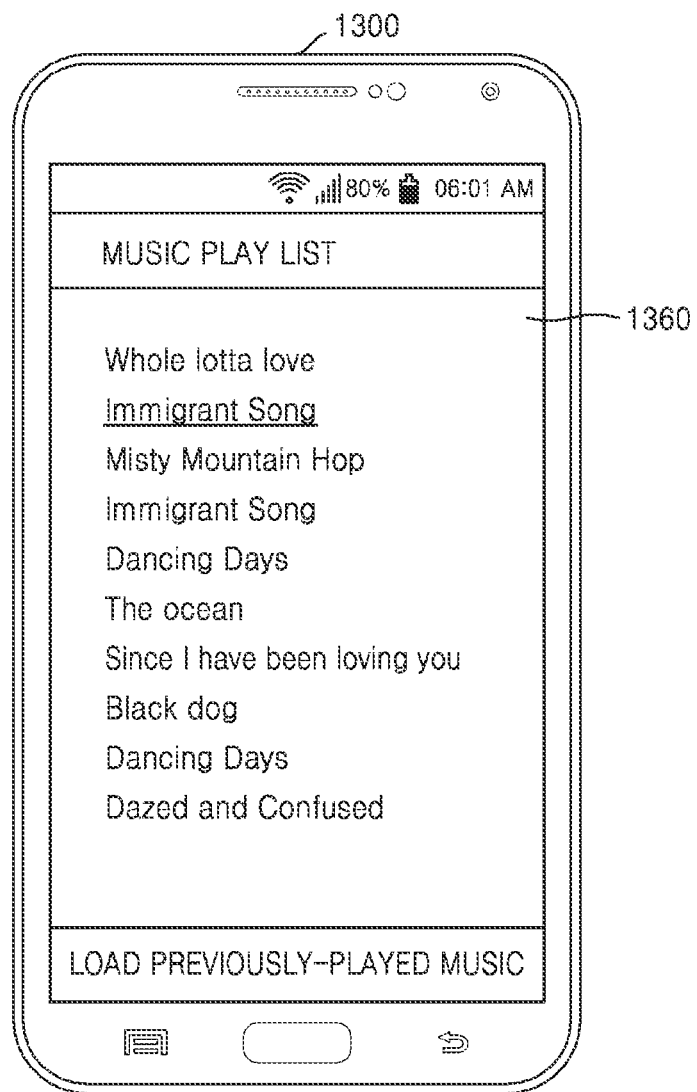 1300
80% 06:01 AM
MUSIC PLAY LIST
1360
Whole lotta love
Immigrant Song
Misty Mountain Hop
Immigrant Song
Dancing Days
The ocean
Since I have been loving you
Black dog
Dancing Days
Dazed and Confused
LOAD PREVIOUSLY-PLAYED MUSIC